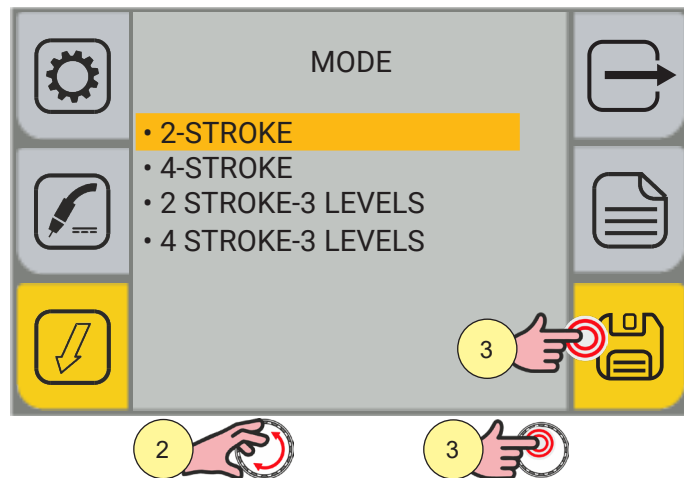 MODE
• 2-STROKE
• 4-STROKE
• 2 STROKE-3 LEVELS
• 4 STROKE-3 LEVELS
3
2
3